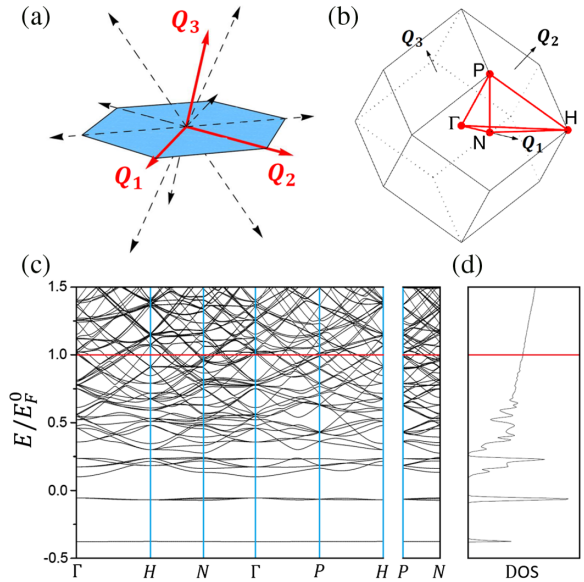 (a)
Q₃
Q₁
Q₂
(b)
Q₃
Q₂
P
Γ
N
H
Q₁
(c)
(d)
1.5
1.0
0.5
0.0
-0.5
E/E_F^0
Γ H N Γ P H P N
DOS